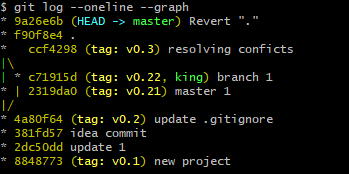 $ git log --oneline --graph
* 9a26e6b (HEAD -> master) Revert "."
* f90f8e4 .
*   ccf4298 (tag: v0.3) resolving conficts
|\
| * c71915d (tag: v0.22, king) branch 1
* | 2319da0 (tag: v0.21) master 1
|/
* 4a80f64 (tag: v0.2) update .gitignore
* 381fd57 idea commit
* 2dc50dd update 1
* 8848773 (tag: v0.1) new project